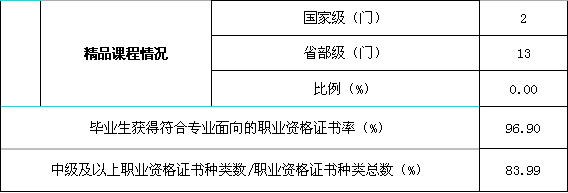 国家级（门） 2
精品课程情况 省部级（门） 13
比例（%） 0.00
毕业生获得符合专业面向的职业资格证书率（%） 96.90
中级及以上职业资格证书种类数/职业资格证书种类总数（%） 83.99